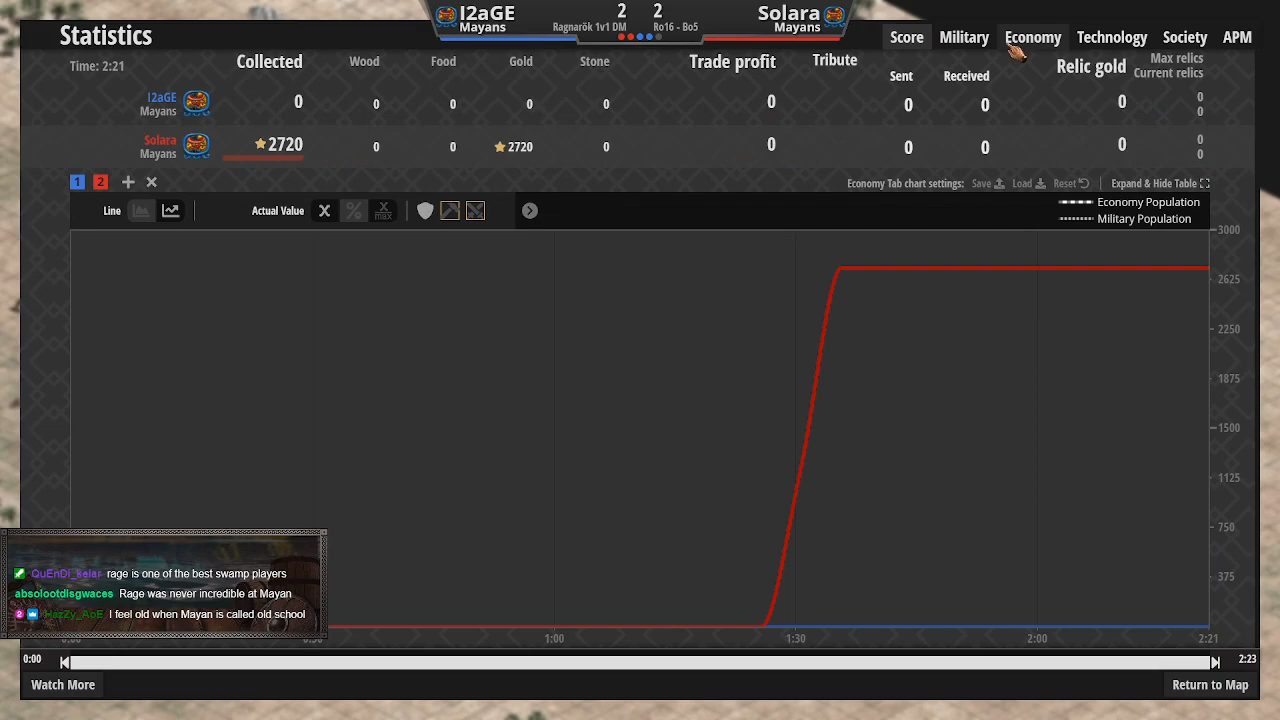 I2aGE 2 2 Solara
Mayans Ragnarök 1v1 DM Ro16 - Bo5 Mayans
Statistics Score Military Economy Technology Society APM
Time: 2:21 Collected Wood Food Gold Stone Trade profit Tribute Sent Received Relic gold Max relics
Current relics
I2aGE 0 0 0 0 0 0 0 0 0 0
Mayans 0
Solara 2720 0 0 2720 0 0 0 0 0 0
Mayans 0
1 2 Economy Tab chart settings: Save Load Reset Expand & Hide Table
Line Actual Value X % X max Economy Population
Military Population
3000
2625
2250
1875
1500
1125
750
375
QuEnDi_kelar rage is one of the best swamp players
absolootdisgwaces Rage was never incredible at Mayan
2 HazZy_AoE I feel old when Mayan is called old school
1:00 1:30 2:00 2:21
0:00 2:23
Watch More Return to Map